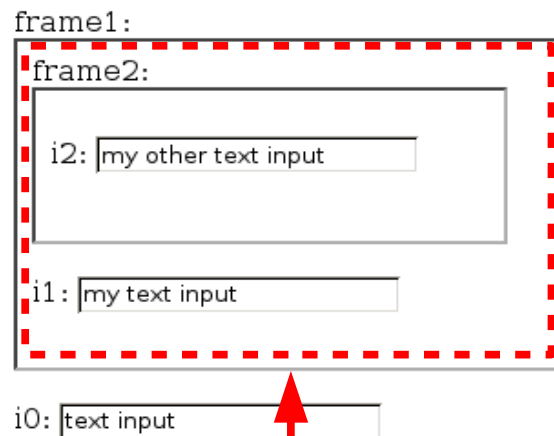 frame1:
frame2:
i2: my other text input
i1: my text input
i0: text input